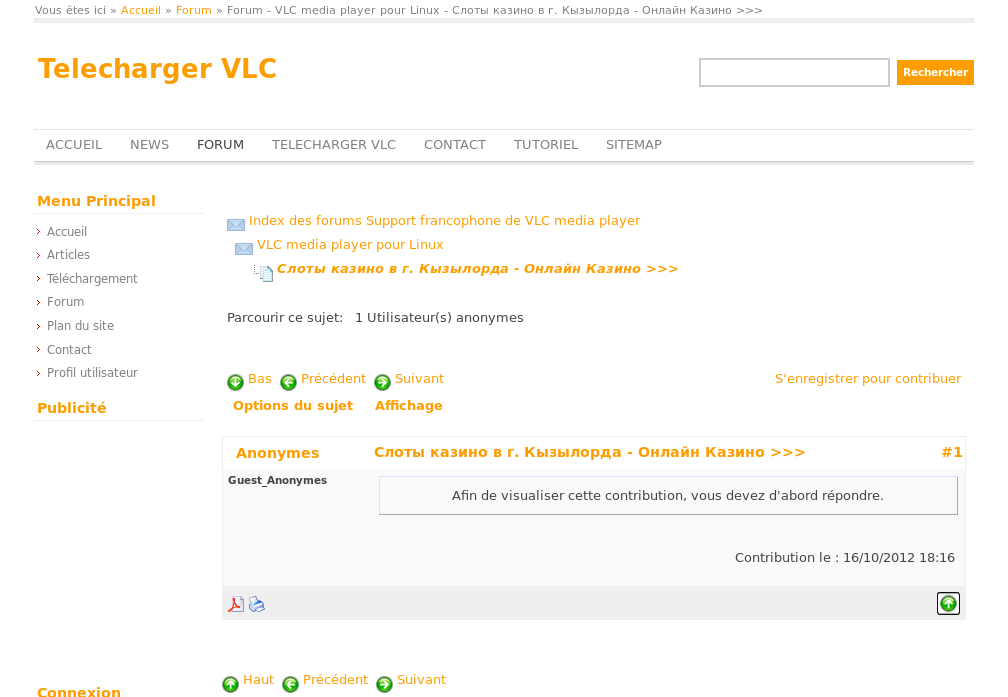 Vous êtes ici » Accueil » Forum » Forum - VLC media player pour Linux - Слоты казино в г. Кызылорда - Онлайн Казино >>>
Telecharger VLC
Rechercher
ACCUEIL NEWS FORUM TELECHARGER VLC CONTACT TUTORIEL SITEMAP
Menu Principal
Accueil
Articles
Téléchargement
Forum
Plan du site
Contact
Profil utilisateur
Publicité
Connexion
Index des forums Support francophone de VLC media player
VLC media player pour Linux
Слоты казино в г. Кызылорда - Онлайн Казино >>>
Parcourir ce sujet: 1 Utilisateur(s) anonymes
Bas Précédent Suivant S'enregistrer pour contribuer
Options du sujet Affichage
Anonymes Слоты казино в г. Кызылорда - Онлайн Казино >>> #1
Guest_Anonymes
Afin de visualiser cette contribution, vous devez d'abord répondre.
Contribution le : 16/10/2012 18:16
Haut Précédent Suivant